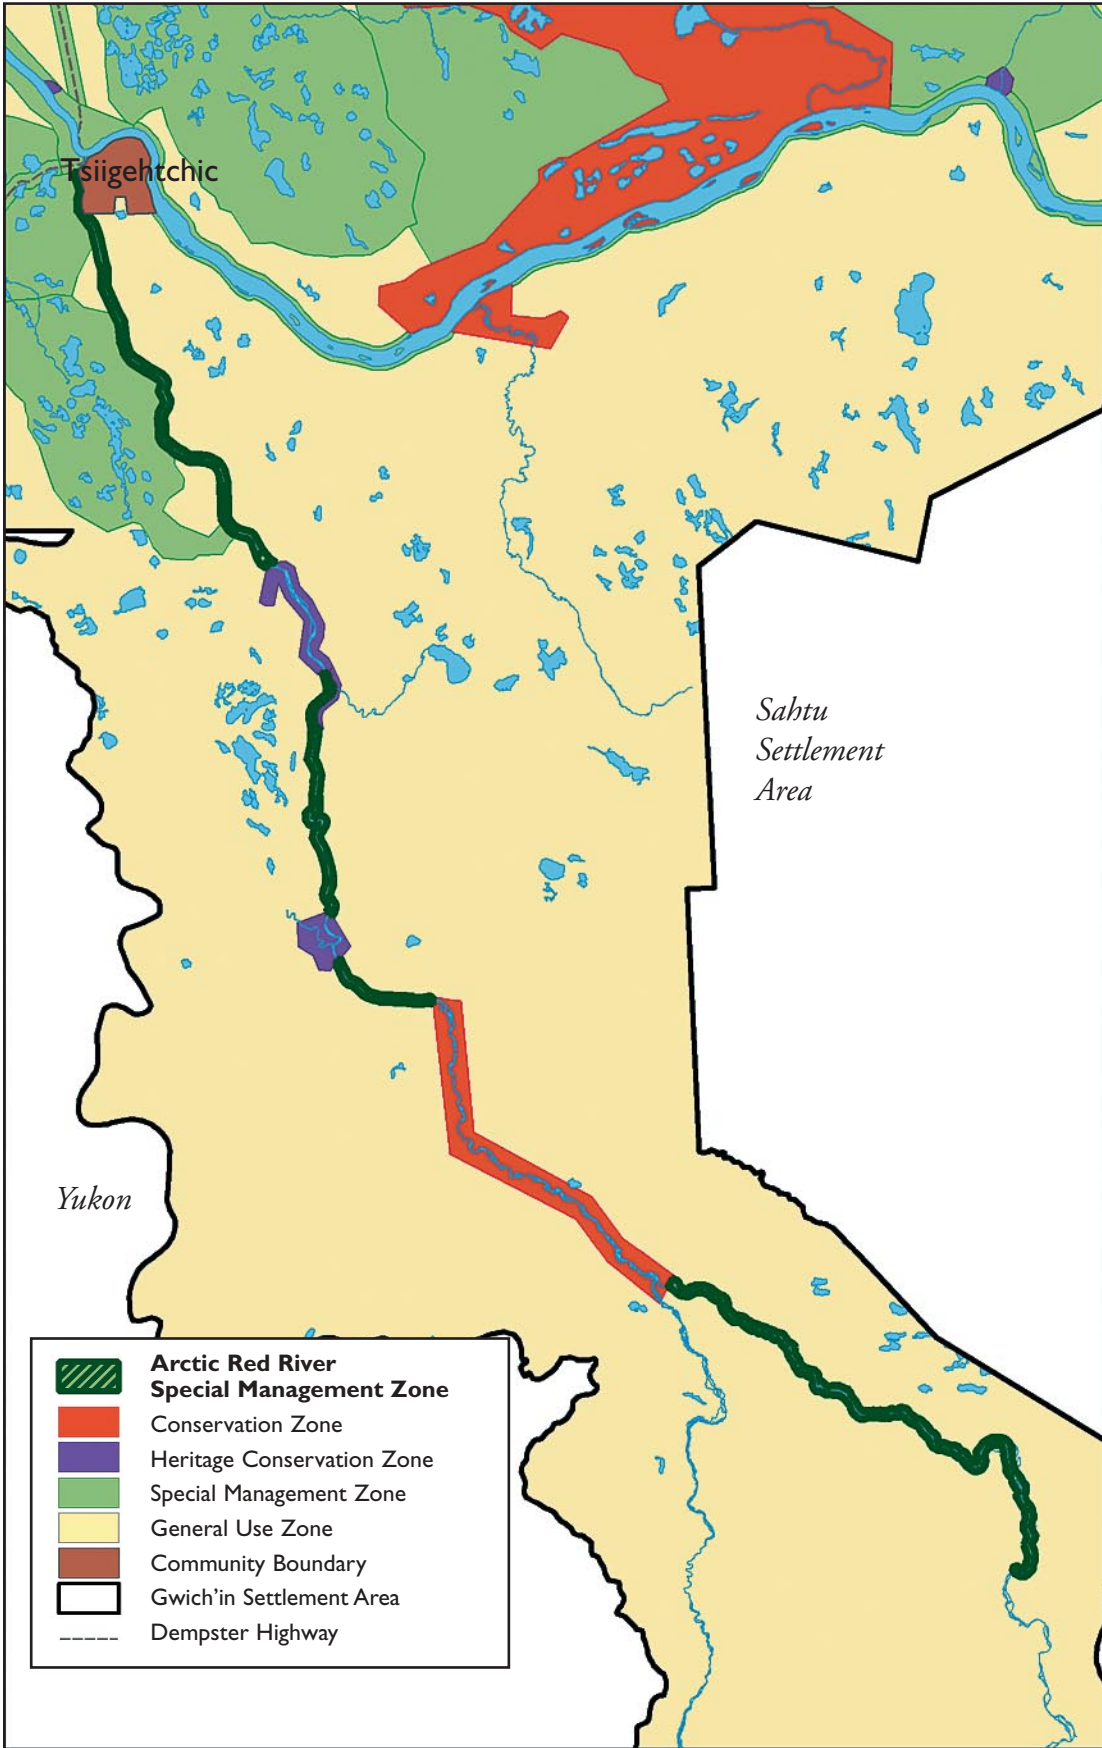 Tsiigehtchic
Sahtu
Settlement
Area
Yukon
Arctic Red River
Special Management Zone
Conservation Zone
Heritage Conservation Zone
Special Management Zone
General Use Zone
Community Boundary
Gwich'in Settlement Area
Dempster Highway